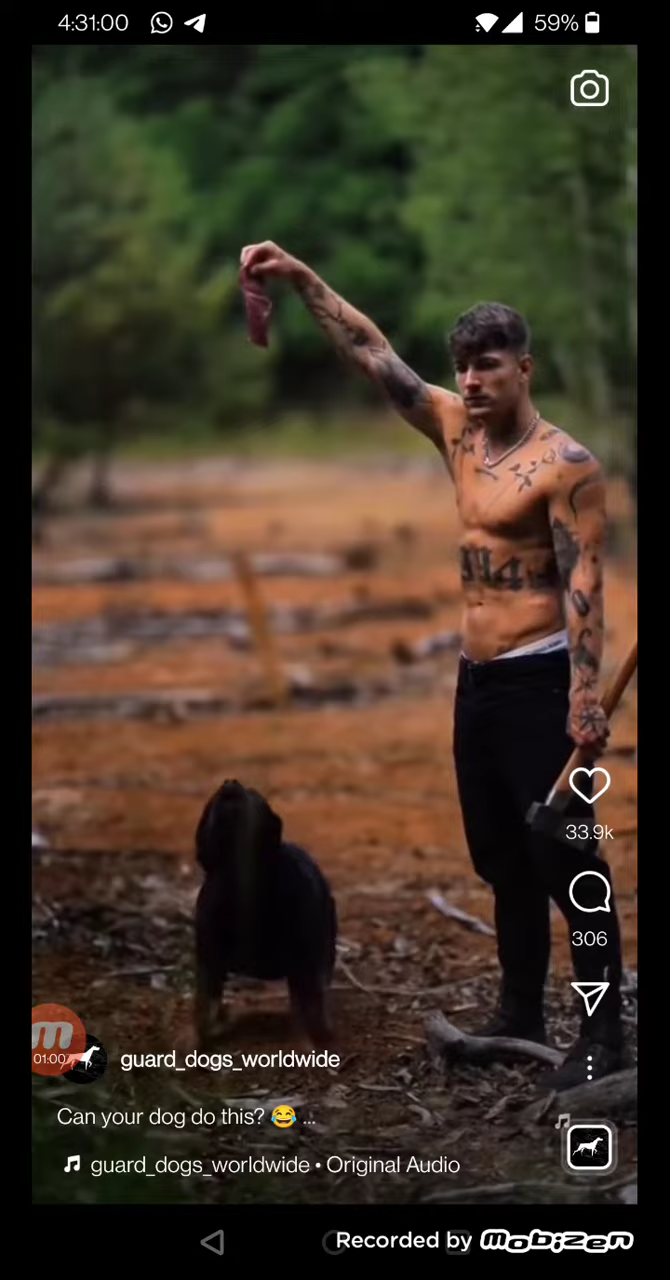 4:31:00 59%
33.9k
306
01:00
guard_dogs_worldwide
Can your dog do this? 😂 ...
guard_dogs_worldwide • Original Audio
Recorded by mobizen